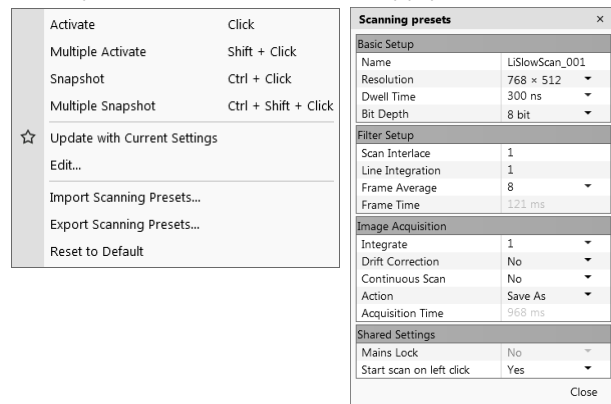 Activate Click
Multiple Activate Shift + Click
Snapshot Ctrl + Click
Multiple Snapshot Ctrl + Shift + Click
Update with Current Settings
Edit...
Import Scanning Presets...
Export Scanning Presets...
Reset to Default
Scanning presets ×
Basic Setup
Name LiSlowScan_001
Resolution 768 × 512
Dwell Time 300 ns
Bit Depth 8 bit
Filter Setup
Scan Interlace 1
Line Integration 1
Frame Average 8
Frame Time 121 ms
Image Acquisition
Integrate 1
Drift Correction No
Continuous Scan No
Action Save As
Acquisition Time 968 ms
Shared Settings
Mains Lock No
Start scan on left click Yes
Close